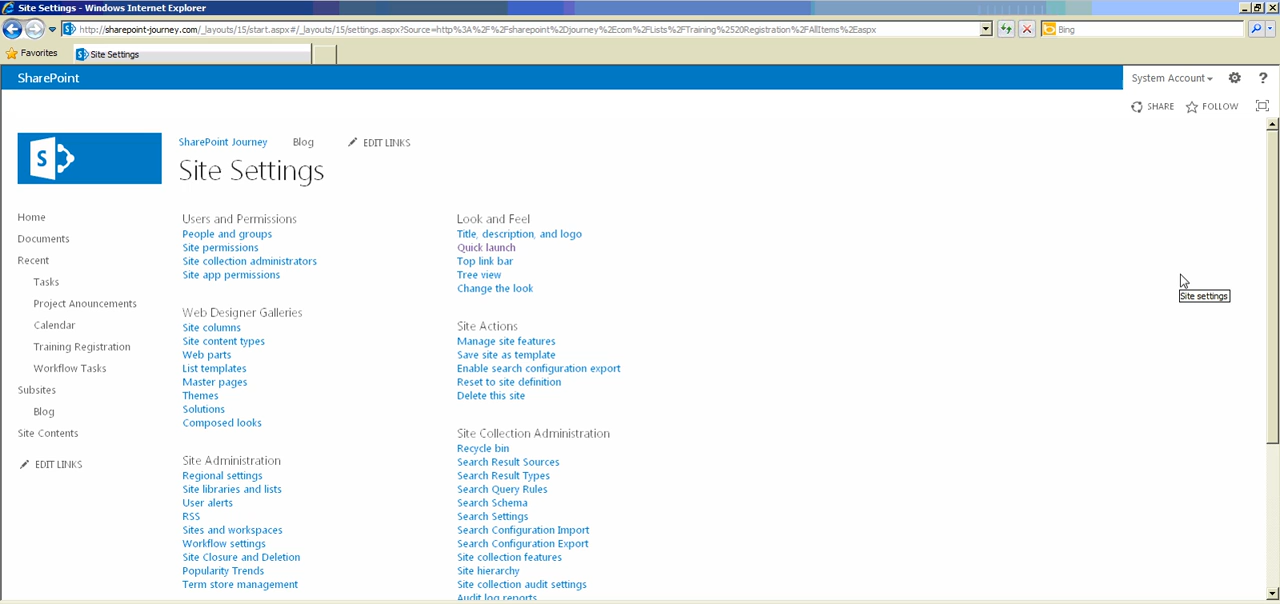 Site Settings - Windows Internet Explorer
http://sharepoint-journey.com/_layouts/15/start.aspx#/_layouts/15/settings.aspx?Source=http%3A%2F%2Fsharepoint%2Djourney%2Ecom%2FLists%2FTraining%2520Registration%2FAllItems%2Easpx
Bing
Favorites
Site Settings
SharePoint
System Account
?
SHARE
FOLLOW
S
SharePoint Journey
Blog
EDIT LINKS
Site Settings
Home
Documents
Recent
Tasks
Project Anouncements
Calendar
Training Registration
Workflow Tasks
Subsites
Blog
Site Contents
EDIT LINKS
Users and Permissions
People and groups
Site permissions
Site collection administrators
Site app permissions
Web Designer Galleries
Site columns
Site content types
Web parts
List templates
Master pages
Themes
Solutions
Composed looks
Site Administration
Regional settings
Site libraries and lists
User alerts
RSS
Sites and workspaces
Workflow settings
Site Closure and Deletion
Popularity Trends
Term store management
Look and Feel
Title, description, and logo
Quick launch
Top link bar
Tree view
Change the look
Site Actions
Manage site features
Save site as template
Enable search configuration export
Reset to site definition
Delete this site
Site Collection Administration
Recycle bin
Search Result Sources
Search Result Types
Search Query Rules
Search Schema
Search Settings
Search Configuration Import
Search Configuration Export
Site collection features
Site hierarchy
Site collection audit settings
Audit log reports
Site settings